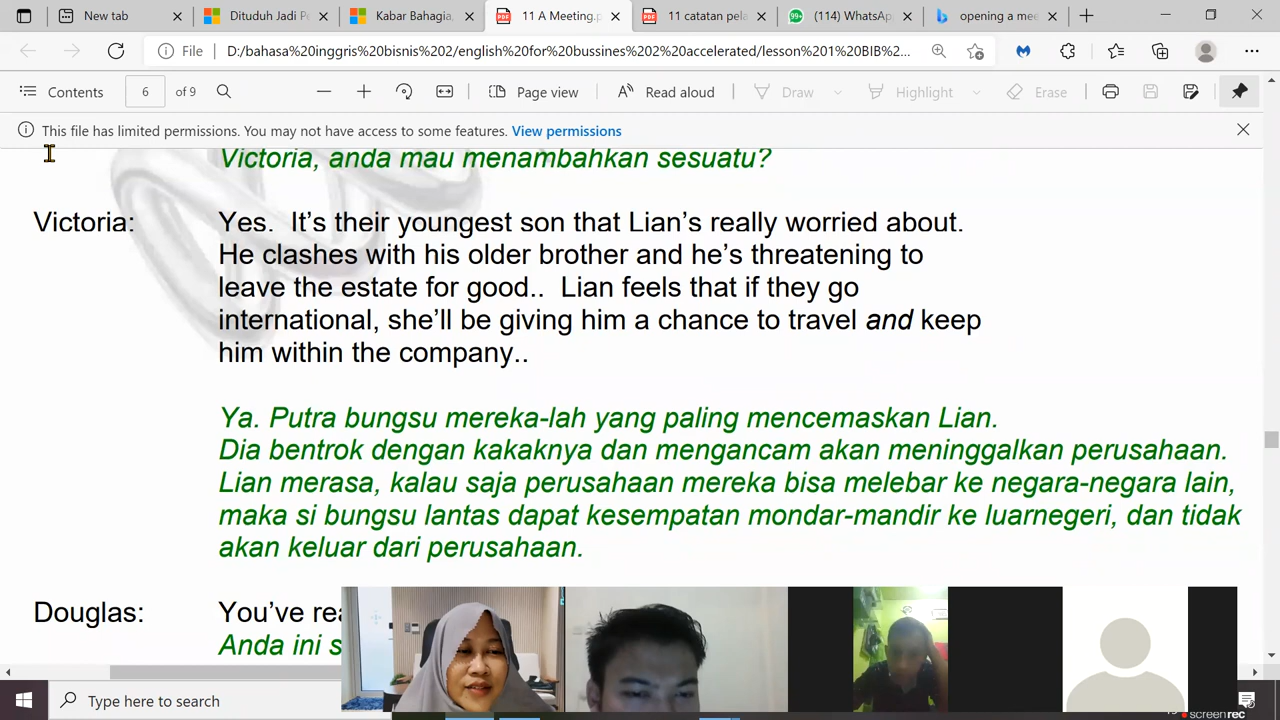 New tab
Dituduh Jadi P
Kabar Bahagia,
11 A Meeting.p
11 catatan pela
99+
(114) WhatsAp
opening a mee
File
D:/bahasa%20inggris%20bisnis%202/english%20for%20bussines%202%20accelerated/lesson%201%20BIB%2...
Contents
6
of 9
Page view
Read aloud
Draw
Highlight
Erase
This file has limited permissions. You may not have access to some features. View permissions
Victoria, anda mau menambahkan sesuatu?
Victoria: Yes. It's their youngest son that Lian's really worried about.
He clashes with his older brother and he's threatening to
leave the estate for good.. Lian feels that if they go
international, she'll be giving him a chance to travel and keep
him within the company..
Ya. Putra bungsu mereka-lah yang paling mencemaskan Lian.
Dia bentrok dengan kakaknya dan mengancam akan meninggalkan perusahaan.
Lian merasa, kalau saja perusahaan mereka bisa melebar ke negara-negara lain,
maka si bungsu lantas dapat kesempatan mondar-mandir ke luarnegeri, dan tidak
akan keluar dari perusahaan.
Douglas: You've rea
Anda ini s
Type here to search
screenrec